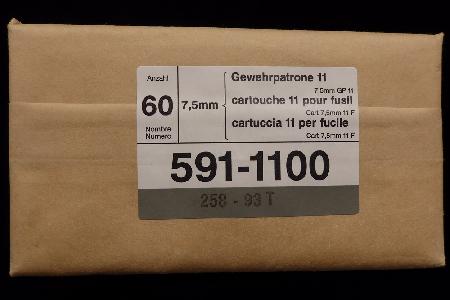 Anzahl
60
Nombre
Numero
7,5mm
Gewehrpatrone 11
7.5mm GP 11
cartouche 11 pour fusil
Cart 7,5mm 11 F
cartuccia 11 per fucile
Cart 7,5mm 11 F
591-1100
258 - 93 T